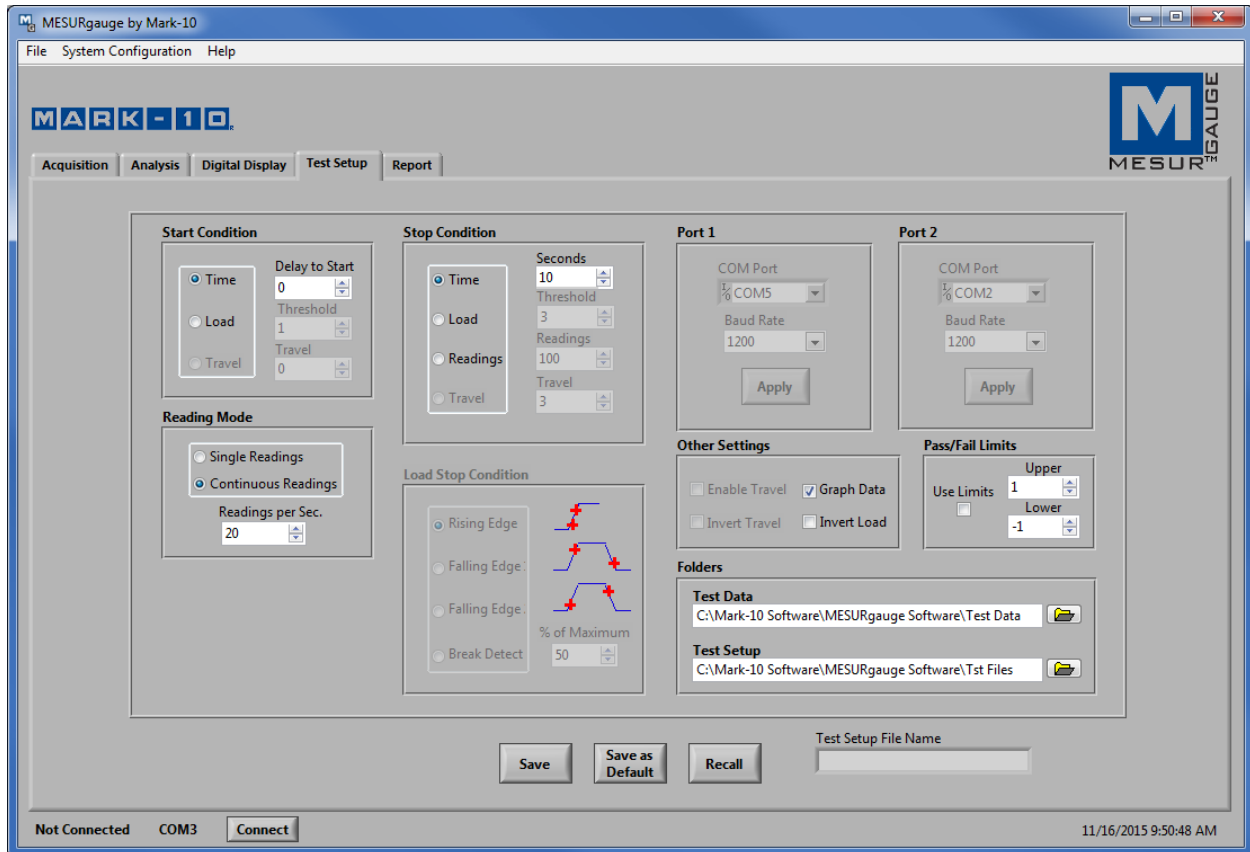 MESURgauge by Mark-10
File System Configuration Help
MARK-10
M
MESUR™ GAUGE
Acquisition Analysis Digital Display Test Setup Report
Start Condition
Time
Load
Travel
Delay to Start
0
Threshold
1
Travel
0
Reading Mode
Single Readings
Continuous Readings
Readings per Sec.
20
Stop Condition
Time
Load
Readings
Travel
Seconds
10
Threshold
3
Readings
100
Travel
3
Load Stop Condition
Rising Edge
Falling Edge
Falling Edge
Break Detect
% of Maximum
50
Port 1
COM Port
COM5
Baud Rate
1200
Apply
Port 2
COM Port
COM2
Baud Rate
1200
Apply
Other Settings
Enable Travel Graph Data
Invert Travel Invert Load
Pass/Fail Limits
Use Limits
Upper
1
Lower
-1
Folders
Test Data
C:\Mark-10 Software\MESURgauge Software\Test Data
Test Setup
C:\Mark-10 Software\MESURgauge Software\Tst Files
Save
Save as
Default
Recall
Test Setup File Name
Not Connected COM3 Connect
11/16/2015 9:50:48 AM